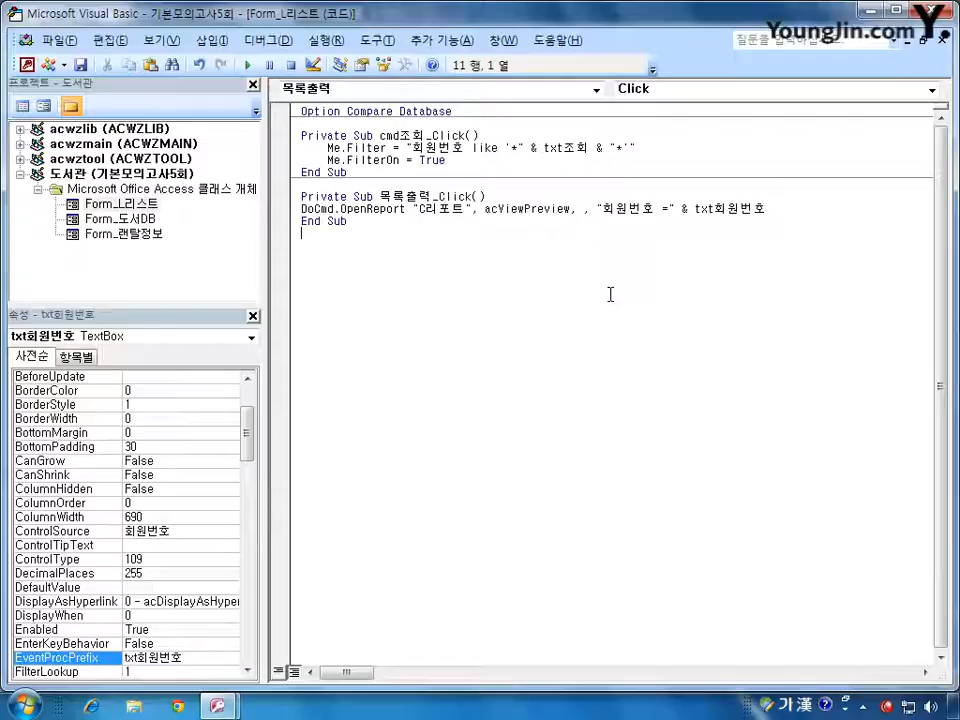 Microsoft Visual Basic - 기본모의고사5회 - [Form_L리스트 (코드)]
YoungJin.com Y.
파일(F) 편집(E) 보기(V) 삽입(I) 디버그(D) 실행(R) 도구(T) 추가 기능(A) 창(W) 도움말(H)
11 행, 1 열
프로젝트 - 도서관
목록출력
Click
acwzlib (ACWZLIB)
acwzmain (ACWZMAIN)
acwztool (ACWZTOOL)
도서관 (기본모의고사5회)
Microsoft Office Access 클래스 개체
Form_L리스트
Form_도서DB
Form_랜탈정보
Option Compare Database
Private Sub cmd조회_Click()
Me.Filter = "회원번호 like '*" & txt조회 & "*'"
Me.FilterOn = True
End Sub
Private Sub 목록출력_Click()
DoCmd.OpenReport "C리포트", acViewPreview, , "회원번호 =" & txt회원번호
End Sub
속성 - txt회원번호
txt회원번호 TextBox
사전순 항목별
BeforeUpdate
BorderColor 0
BorderStyle 1
BorderWidth 0
BottomMargin 0
BottomPadding 30
CanGrow False
CanShrink False
ColumnHidden False
ColumnOrder 0
ColumnWidth 690
ControlSource 회원번호
ControlTipText
ControlType 109
DecimalPlaces 255
DefaultValue
DisplayAsHyperlink 0 - acDisplayAsHyper
DisplayWhen 0
Enabled True
EnterKeyBehavior False
EventProcPrefix txt회원번호
FilterLookup 1
가 漢